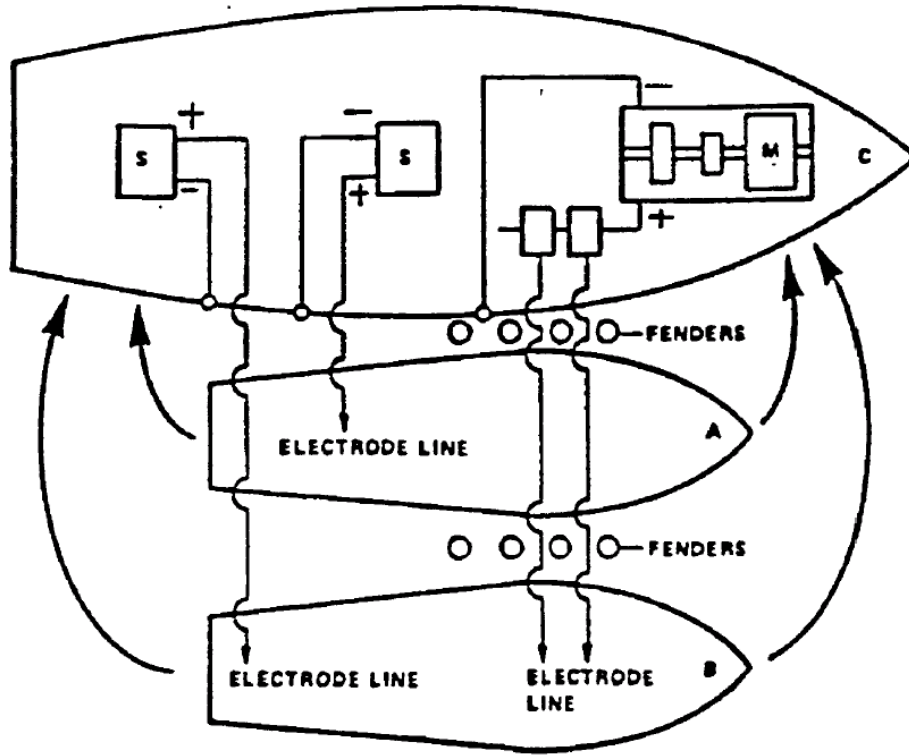 +
−
−
S
S
M
C
−
+
+
FENDERS
A
ELECTRODE LINE
FENDERS
B
ELECTRODE LINE
ELECTRODE
LINE